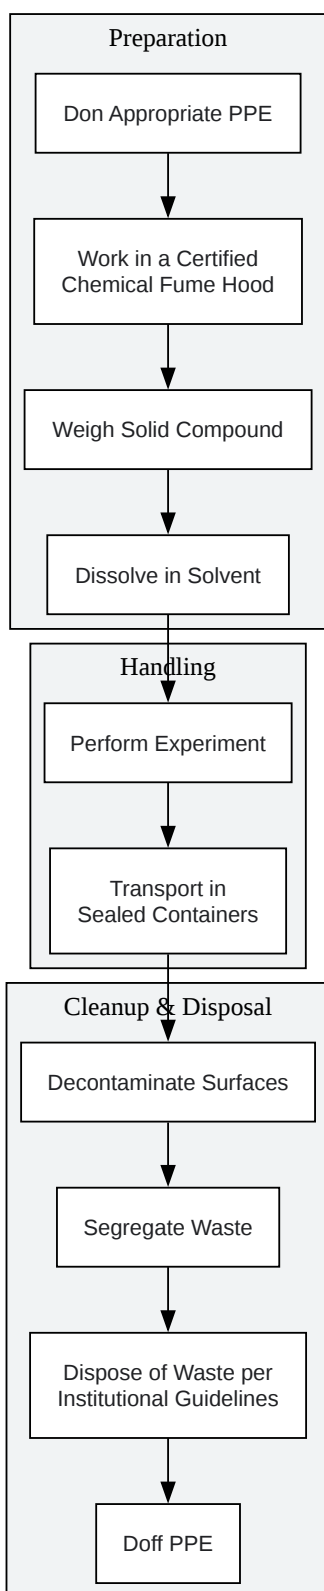 Preparation
Don Appropriate PPE
Work in a Certified
Chemical Fume Hood
Weigh Solid Compound
Dissolve in Solvent
Handling
Perform Experiment
Transport in
Sealed Containers
Cleanup & Disposal
Decontaminate Surfaces
Segregate Waste
Dispose of Waste per
Institutional Guidelines
Doff PPE